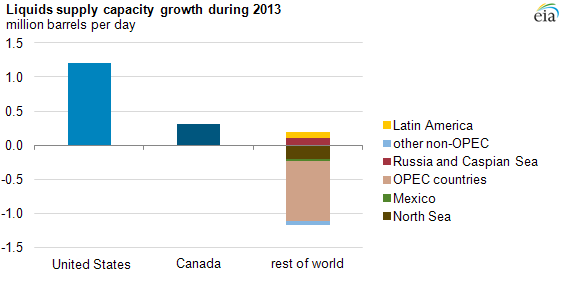 Liquids supply capacity growth during 2013
million barrels per day
eia
1.5
1.0
0.5
0.0
-0.5
-1.0
-1.5
United States
Canada
rest of world
Latin America
other non-OPEC
Russia and Caspian Sea
OPEC countries
Mexico
North Sea